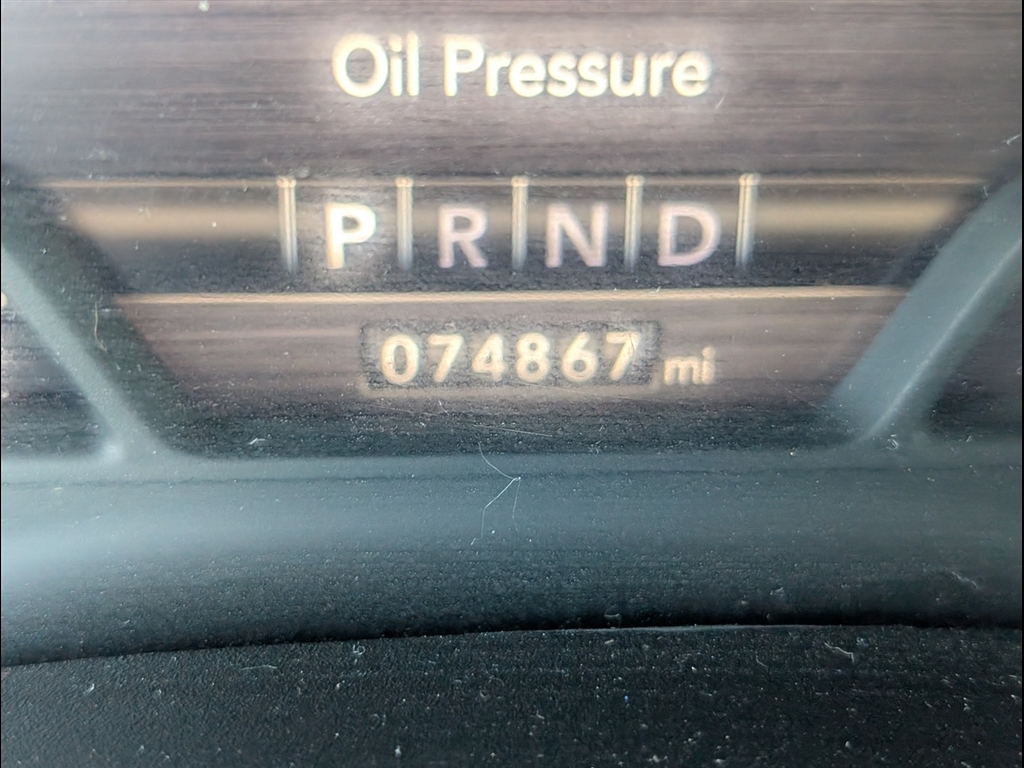 Oil Pressure
P R N D
074867 mi